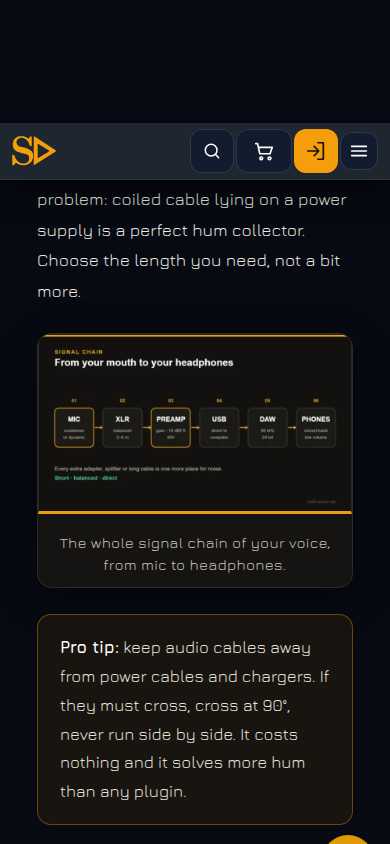 problem: coiled cable lying on a power
supply is a perfect hum collector.
Choose the length you need, not a bit
more.
SIGNAL CHAIN
From your mouth to your headphones
01 02 03 04 05 06
MIC XLR PREAMP USB DAW PHONES
Every extra adapter, splitter or long cable is one more place for noise.
Short · balanced · direct
The whole signal chain of your voice,
from mic to headphones.
Pro tip: keep audio cables away
from power cables and chargers. If
they must cross, cross at 90°,
never run side by side. It costs
nothing and it solves more hum
than any plugin.